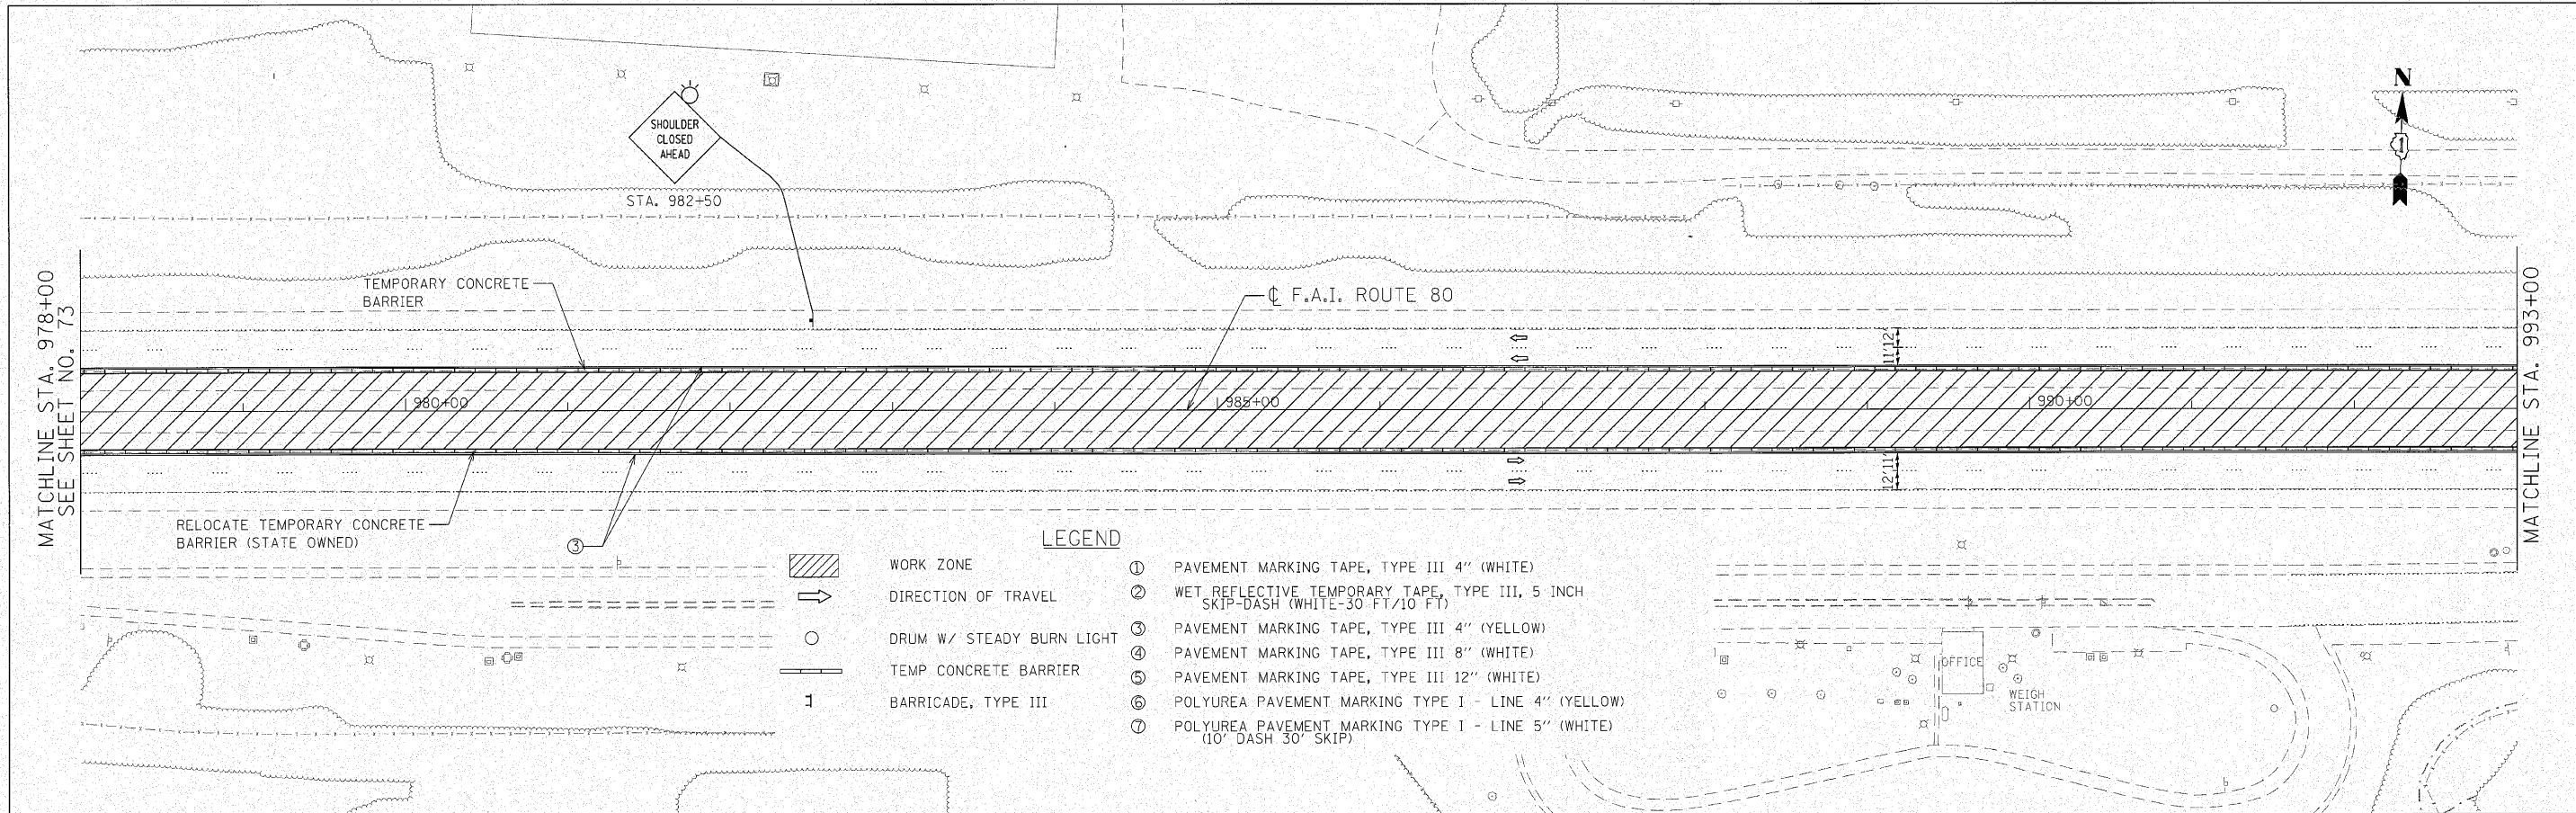 N
1
SHOULDER
CLOSED
AHEAD
STA. 982+50
MATCHLINE STA. 978+00
SEE SHEET NO. 73
TEMPORARY CONCRETE
BARRIER
℄ F.A.I. ROUTE 80
11' 12'
980+00
985+00
990+00
12' 11'
MATCHLINE STA. 993+00
RELOCATE TEMPORARY CONCRETE
BARRIER (STATE OWNED)
③
LEGEND
WORK ZONE
DIRECTION OF TRAVEL
DRUM W/ STEADY BURN LIGHT
TEMP CONCRETE BARRIER
BARRICADE, TYPE III
① PAVEMENT MARKING TAPE, TYPE III 4" (WHITE)
② WET REFLECTIVE TEMPORARY TAPE, TYPE III, 5 INCH
SKIP-DASH (WHITE-30 FT/10 FT)
③ PAVEMENT MARKING TAPE, TYPE III 4" (YELLOW)
④ PAVEMENT MARKING TAPE, TYPE III 8" (WHITE)
⑤ PAVEMENT MARKING TAPE, TYPE III 12" (WHITE)
⑥ POLYUREA PAVEMENT MARKING TYPE I - LINE 4" (YELLOW)
⑦ POLYUREA PAVEMENT MARKING TYPE I - LINE 5" (WHITE)
(10' DASH 30' SKIP)
OFFICE
WEIGH
STATION